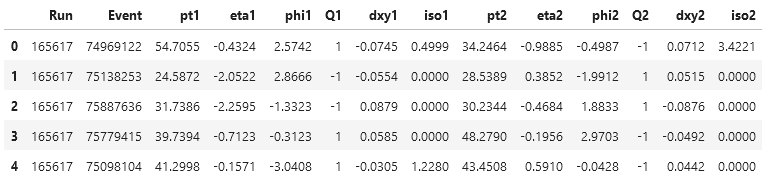 Run Event pt1 eta1 phi1 Q1 dxy1 iso1 pt2 eta2 phi2 Q2 dxy2 iso2
0 165617 74969122 54.7055 -0.4324 2.5742 1 -0.0745 0.4999 34.2464 -0.9885 -0.4987 -1 0.0712 3.4221
1 165617 75138253 24.5872 -2.0522 2.8666 -1 -0.0554 0.0000 28.5389 0.3852 -1.9912 1 0.0515 0.0000
2 165617 75887636 31.7386 -2.2595 -1.3323 -1 0.0879 0.0000 30.2344 -0.4684 1.8833 1 -0.0876 0.0000
3 165617 75779415 39.7394 -0.7123 -0.3123 1 0.0585 0.0000 48.2790 -0.1956 2.9703 -1 -0.0492 0.0000
4 165617 75098104 41.2998 -0.1571 -3.0408 1 -0.0305 1.2280 43.4508 0.5910 -0.0428 -1 0.0442 0.0000